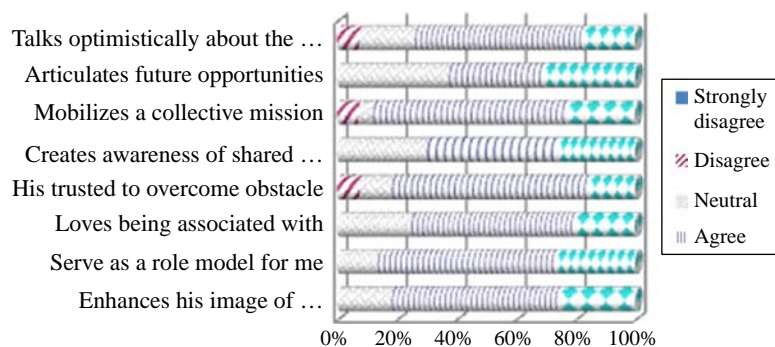 Talks optimistically about the …
Articulates future opportunities
Mobilizes a collective mission
Creates awareness of shared …
His trusted to overcome obstacle
Loves being associated with
Serve as a role model for me
Enhances his image of …
0% 20% 40% 60% 80% 100%
Strongly
disagree
Disagree
Neutral
Agree